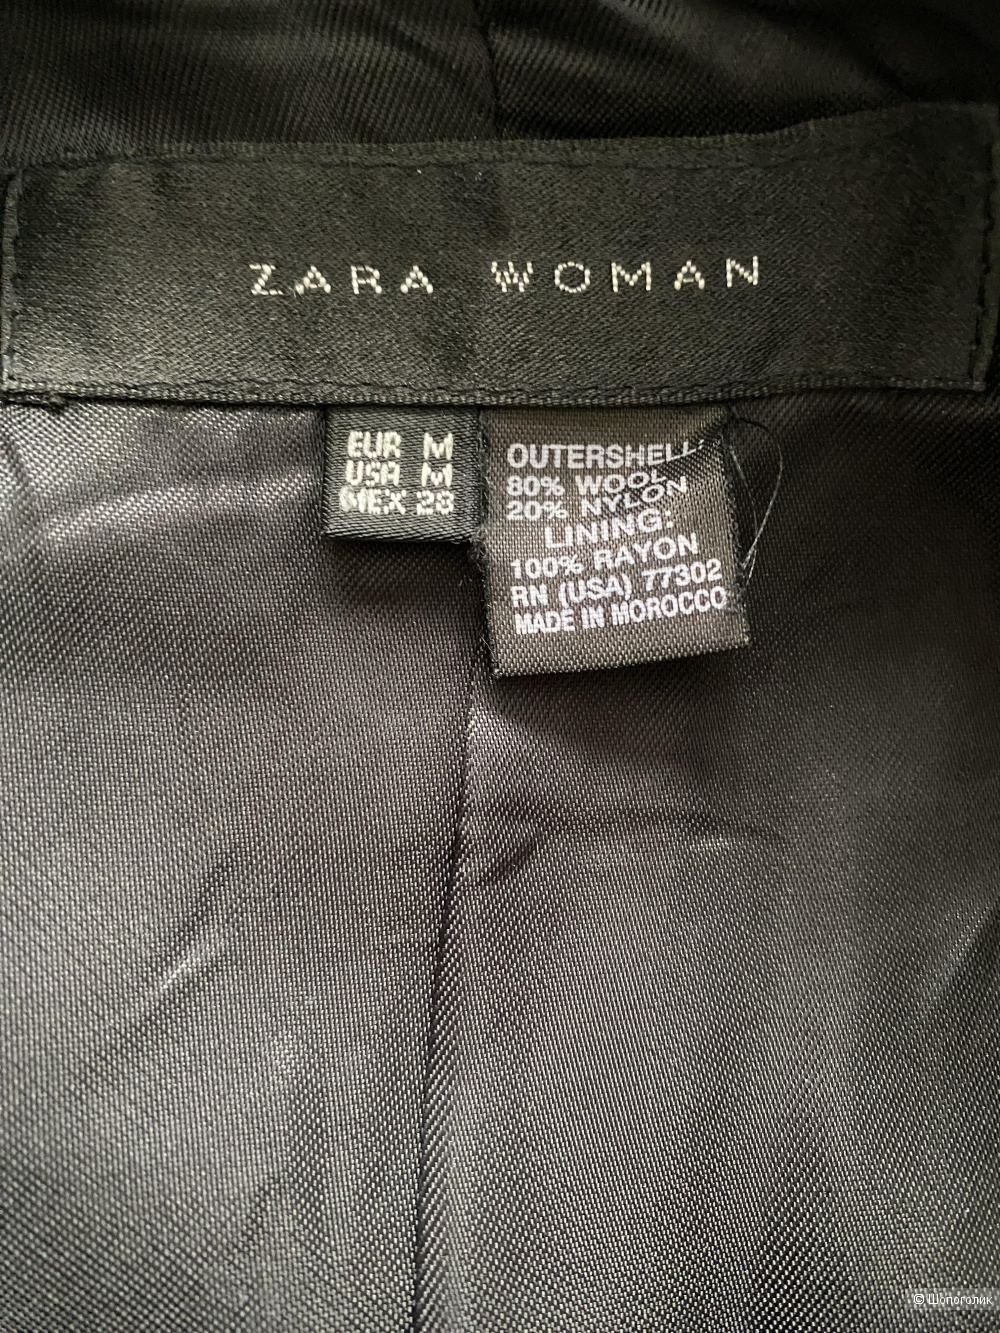 ZARA WOMAN
EUR M
USA M
MEX 28
OUTERSHELL
80% WOOL
20% NYLON
LINING:
100% RAYON
RN (USA) 77302
MADE IN MOROCCO
© Шопоголик